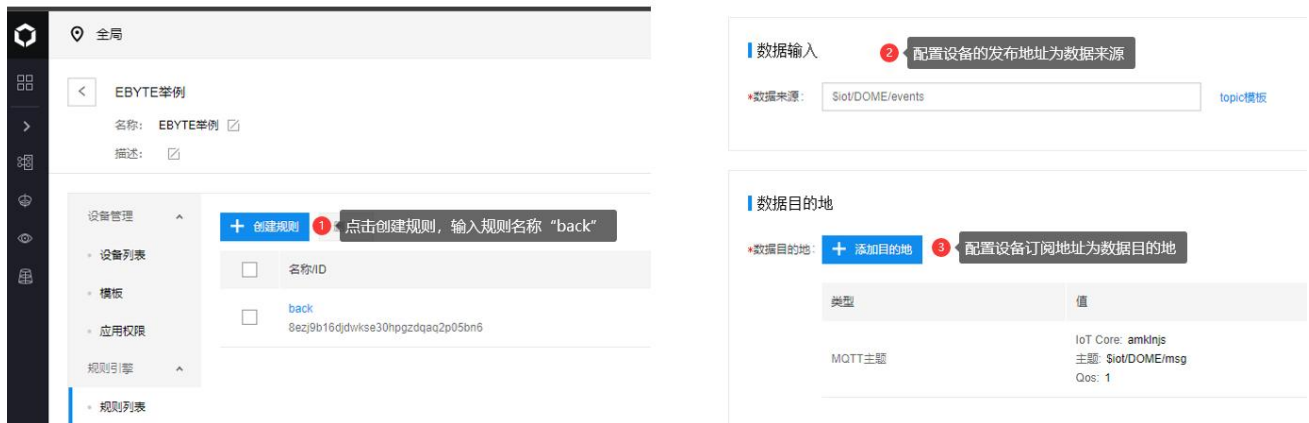 全局
EBYTE举例
名称: EBYTE举例
描述:
设备管理
设备列表
模板
应用权限
规则引擎
规则列表
+ 创建规则
1 点击创建规则，输入规则名称“back”
名称/ID
back
8ezj9b16djdwkse30hpgzdqaq2p05bn6
数据输入
2 配置设备的发布地址为数据来源
*数据来源: $iot/DOME/events topic模板
数据目的地
*数据目的地: + 添加目的地
3 配置设备订阅地址为数据目的地
类型 值
MQTT主题
IoT Core: amklnjs
主题: $iot/DOME/msg
Qos: 1